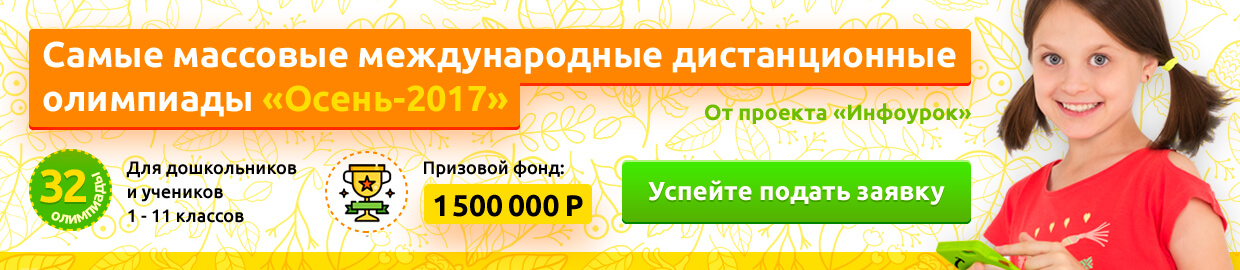 Самые массовые международные дистанционные
олимпиады «Осень-2017»
От проекта «Инфоурок»
32
олимпиады
Для дошкольников
и учеников
1 - 11 классов
Призовой фонд:
1 500 000 Р
Успейте подать заявку